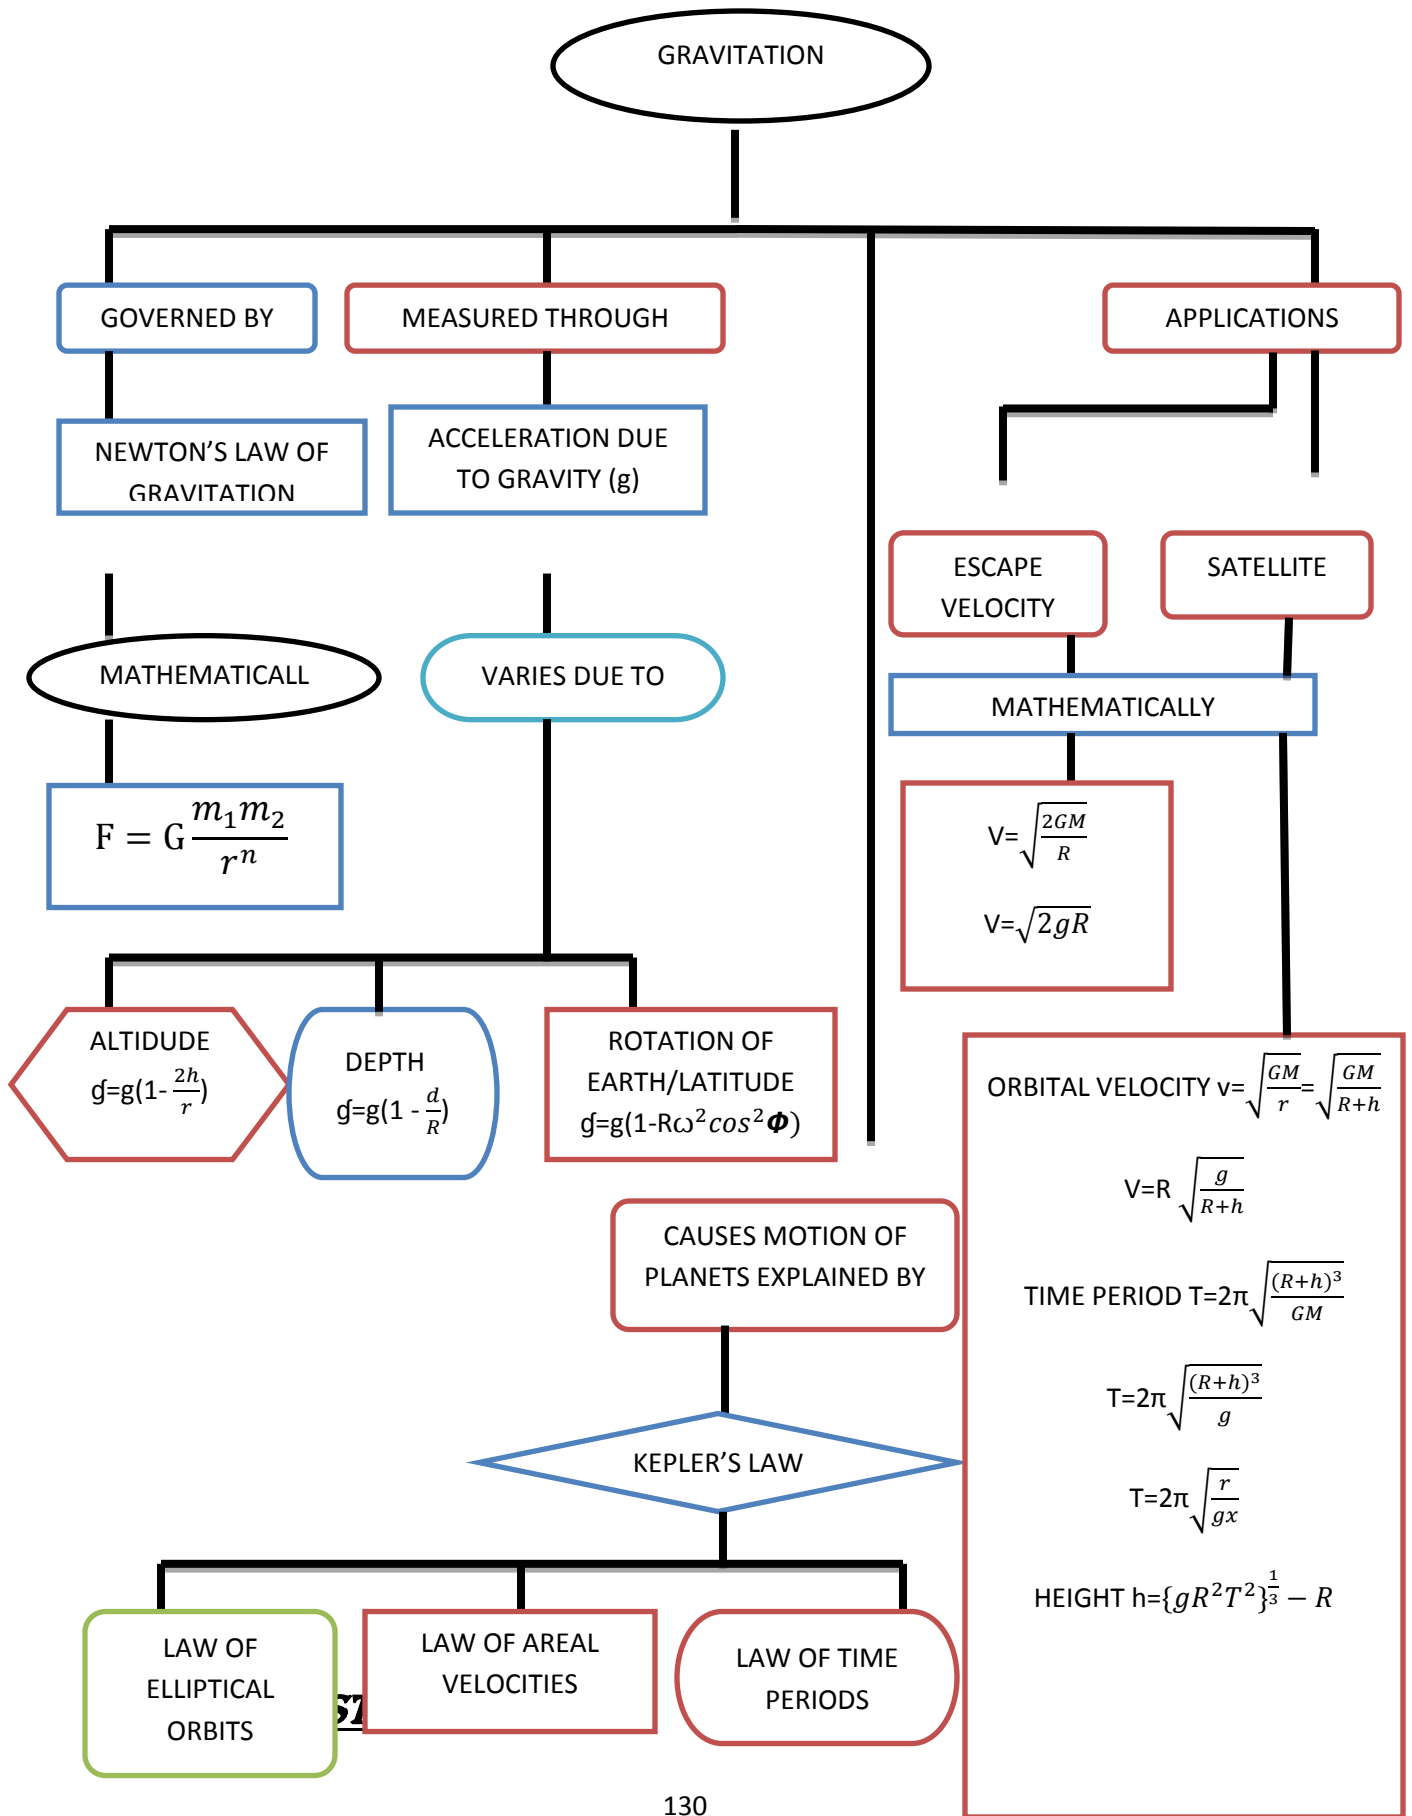 GRAVITATION
GOVERNED BY
MEASURED THROUGH
APPLICATIONS
NEWTON’S LAW OF
GRAVITATION
ACCELERATION DUE
TO GRAVITY (g)
ESCAPE
VELOCITY
SATELLITE
MATHEMATICALL
VARIES DUE TO
MATHEMATICALLY
F = G m₁m₂/rⁿ
V=√(2GM/R)
V=√(2gR)
ALTIDUDE
ɠ=g(1- 2h/r)
DEPTH
ɠ=g(1 - d/R)
ROTATION OF
EARTH/LATITUDE
ɠ=g(1-Rω²cos²Φ)
ORBITAL VELOCITY v=√(GM/r)=√(GM/(R+h))
V=R √(g/(R+h))
TIME PERIOD T=2π√((R+h)³/GM)
T=2π√((R+h)³/g)
T=2π√(r/gx)
HEIGHT h={gR²T²}^(1/3) − R
CAUSES MOTION OF
PLANETS EXPLAINED BY
KEPLER’S LAW
LAW OF
ELLIPTICAL
ORBITS
LAW OF AREAL
VELOCITIES
LAW OF TIME
PERIODS
130